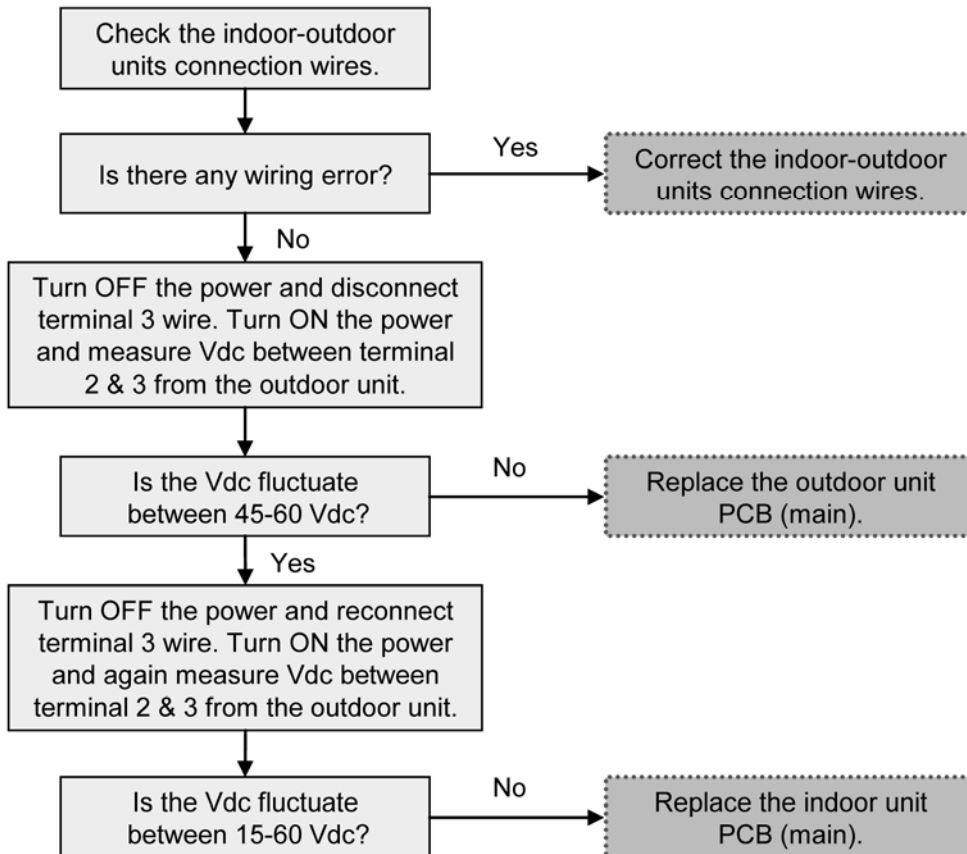 Check the indoor-outdoor
units connection wires.
Is there any wiring error?
Yes
Correct the indoor-outdoor
units connection wires.
No
Turn OFF the power and disconnect
terminal 3 wire. Turn ON the power
and measure Vdc between terminal
2 & 3 from the outdoor unit.
Is the Vdc fluctuate
between 45-60 Vdc?
No
Replace the outdoor unit
PCB (main).
Yes
Turn OFF the power and reconnect
terminal 3 wire. Turn ON the power
and again measure Vdc between
terminal 2 & 3 from the outdoor unit.
Is the Vdc fluctuate
between 15-60 Vdc?
No
Replace the indoor unit
PCB (main).